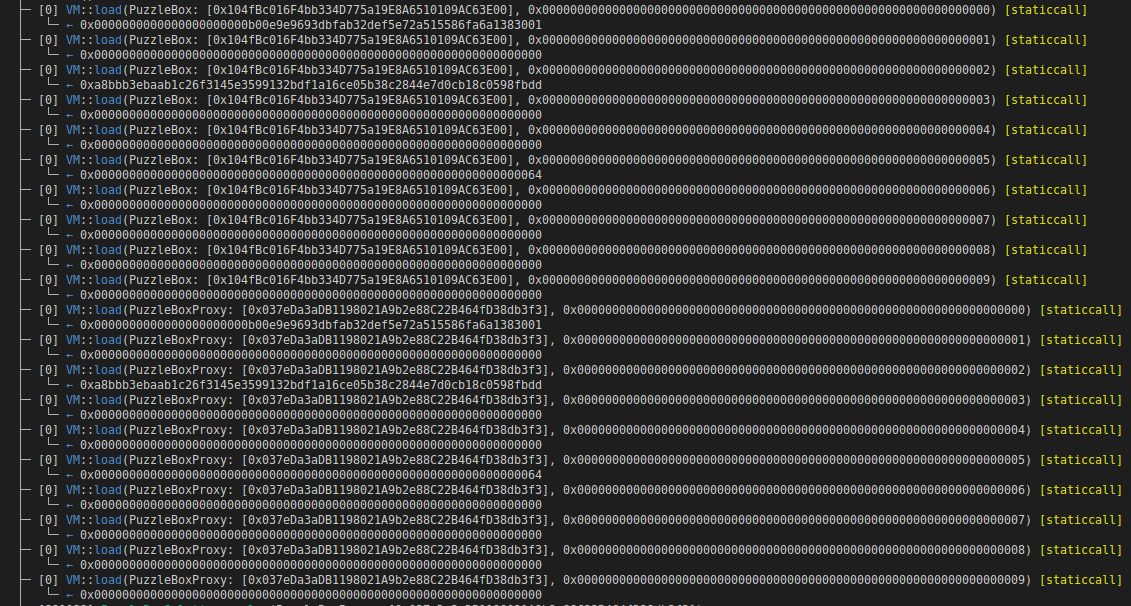 [0] VM::load(PuzzleBox: [0x104fBc016F4bb334D775a19E8A6510109AC63E00], 0x0000000000000000000000000000000000000000000000000000000000000000) [staticcall]
← 0x0000000000000000000000b00e9e9693dbfab32def5e72a515586fa6a1383001
[0] VM::load(PuzzleBox: [0x104fBc016F4bb334D775a19E8A6510109AC63E00], 0x0000000000000000000000000000000000000000000000000000000000000001) [staticcall]
← 0x0000000000000000000000000000000000000000000000000000000000000000
[0] VM::load(PuzzleBox: [0x104fBc016F4bb334D775a19E8A6510109AC63E00], 0x0000000000000000000000000000000000000000000000000000000000000002) [staticcall]
← 0xa8bbb3ebaab1c26f3145e3599132bdf1a16ce05b38c2844e7d0cb18c0598fbdd
[0] VM::load(PuzzleBox: [0x104fBc016F4bb334D775a19E8A6510109AC63E00], 0x0000000000000000000000000000000000000000000000000000000000000003) [staticcall]
← 0x0000000000000000000000000000000000000000000000000000000000000000
[0] VM::load(PuzzleBox: [0x104fBc016F4bb334D775a19E8A6510109AC63E00], 0x0000000000000000000000000000000000000000000000000000000000000004) [staticcall]
← 0x0000000000000000000000000000000000000000000000000000000000000000
[0] VM::load(PuzzleBox: [0x104fBc016F4bb334D775a19E8A6510109AC63E00], 0x0000000000000000000000000000000000000000000000000000000000000005) [staticcall]
← 0x0000000000000000000000000000000000000000000000000000000000000064
[0] VM::load(PuzzleBox: [0x104fBc016F4bb334D775a19E8A6510109AC63E00], 0x0000000000000000000000000000000000000000000000000000000000000006) [staticcall]
← 0x0000000000000000000000000000000000000000000000000000000000000000
[0] VM::load(PuzzleBox: [0x104fBc016F4bb334D775a19E8A6510109AC63E00], 0x0000000000000000000000000000000000000000000000000000000000000007) [staticcall]
← 0x0000000000000000000000000000000000000000000000000000000000000000
[0] VM::load(PuzzleBox: [0x104fBc016F4bb334D775a19E8A6510109AC63E00], 0x0000000000000000000000000000000000000000000000000000000000000008) [staticcall]
← 0x0000000000000000000000000000000000000000000000000000000000000000
[0] VM::load(PuzzleBox: [0x104fBc016F4bb334D775a19E8A6510109AC63E00], 0x0000000000000000000000000000000000000000000000000000000000000009) [staticcall]
← 0x0000000000000000000000000000000000000000000000000000000000000000
[0] VM::load(PuzzleBoxProxy: [0x037eDa3aDB1198021A9b2e88C22B464fD38db3f3], 0x0000000000000000000000000000000000000000000000000000000000000000) [staticcall]
← 0x0000000000000000000000b00e9e9693dbfab32def5e72a515586fa6a1383001
[0] VM::load(PuzzleBoxProxy: [0x037eDa3aDB1198021A9b2e88C22B464fD38db3f3], 0x0000000000000000000000000000000000000000000000000000000000000001) [staticcall]
← 0x0000000000000000000000000000000000000000000000000000000000000000
[0] VM::load(PuzzleBoxProxy: [0x037eDa3aDB1198021A9b2e88C22B464fD38db3f3], 0x0000000000000000000000000000000000000000000000000000000000000002) [staticcall]
← 0xa8bbb3ebaab1c26f3145e3599132bdf1a16ce05b38c2844e7d0cb18c0598fbdd
[0] VM::load(PuzzleBoxProxy: [0x037eDa3aDB1198021A9b2e88C22B464fD38db3f3], 0x0000000000000000000000000000000000000000000000000000000000000003) [staticcall]
← 0x0000000000000000000000000000000000000000000000000000000000000000
[0] VM::load(PuzzleBoxProxy: [0x037eDa3aDB1198021A9b2e88C22B464fD38db3f3], 0x0000000000000000000000000000000000000000000000000000000000000004) [staticcall]
← 0x0000000000000000000000000000000000000000000000000000000000000000
[0] VM::load(PuzzleBoxProxy: [0x037eDa3aDB1198021A9b2e88C22B464fD38db3f3], 0x0000000000000000000000000000000000000000000000000000000000000005) [staticcall]
← 0x0000000000000000000000000000000000000000000000000000000000000064
[0] VM::load(PuzzleBoxProxy: [0x037eDa3aDB1198021A9b2e88C22B464fD38db3f3], 0x0000000000000000000000000000000000000000000000000000000000000006) [staticcall]
← 0x0000000000000000000000000000000000000000000000000000000000000000
[0] VM::load(PuzzleBoxProxy: [0x037eDa3aDB1198021A9b2e88C22B464fD38db3f3], 0x0000000000000000000000000000000000000000000000000000000000000007) [staticcall]
← 0x0000000000000000000000000000000000000000000000000000000000000000
[0] VM::load(PuzzleBoxProxy: [0x037eDa3aDB1198021A9b2e88C22B464fD38db3f3], 0x0000000000000000000000000000000000000000000000000000000000000008) [staticcall]
← 0x0000000000000000000000000000000000000000000000000000000000000000
[0] VM::load(PuzzleBoxProxy: [0x037eDa3aDB1198021A9b2e88C22B464fD38db3f3], 0x0000000000000000000000000000000000000000000000000000000000000009) [staticcall]
← 0x0000000000000000000000000000000000000000000000000000000000000000